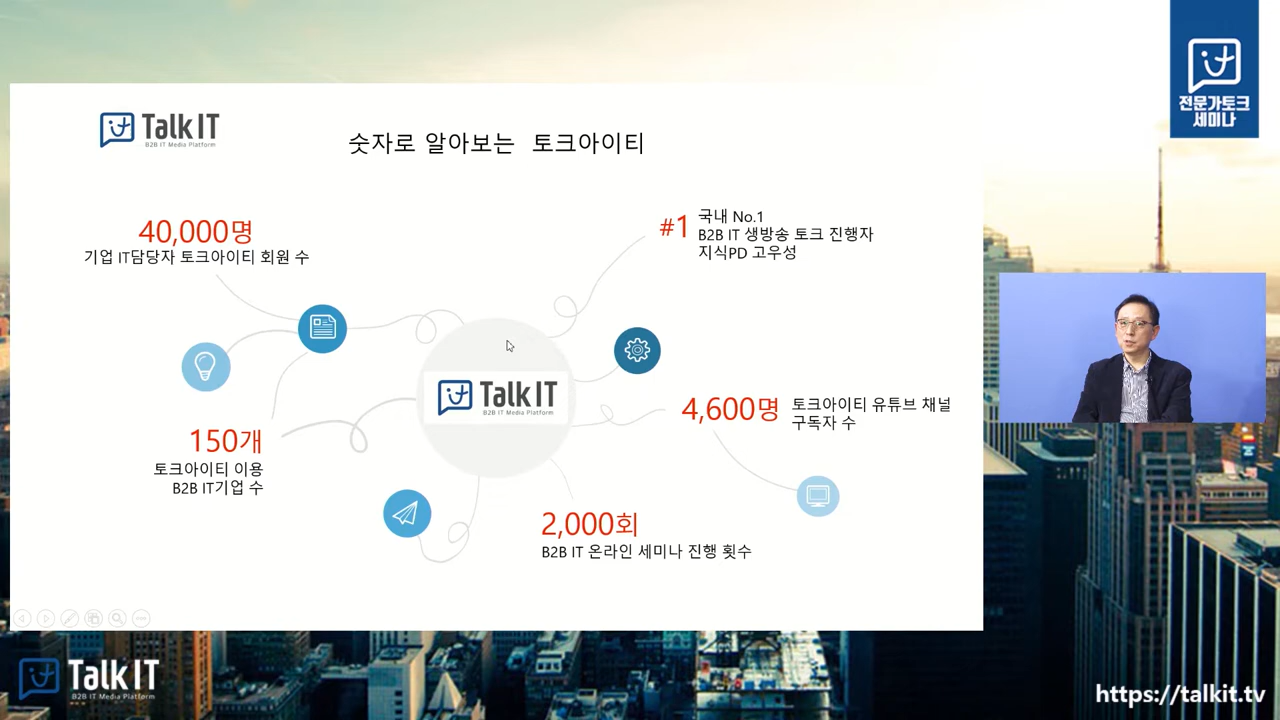 전문가토크
세미나
Talk IT
B2B IT Media Platform
숫자로 알아보는 토크아이티
40,000명
기업 IT담당자 토크아이티 회원 수
#1
국내 No.1
B2B IT 생방송 토크 진행자
지식PD 고우성
Talk IT
B2B IT Media Platform
150개
토크아이티 이용
B2B IT기업 수
4,600명
토크아이티 유튜브 채널
구독자 수
2,000회
B2B IT 온라인 세미나 진행 횟수
Talk IT
B2B IT Media Platform
https://talkit.tv